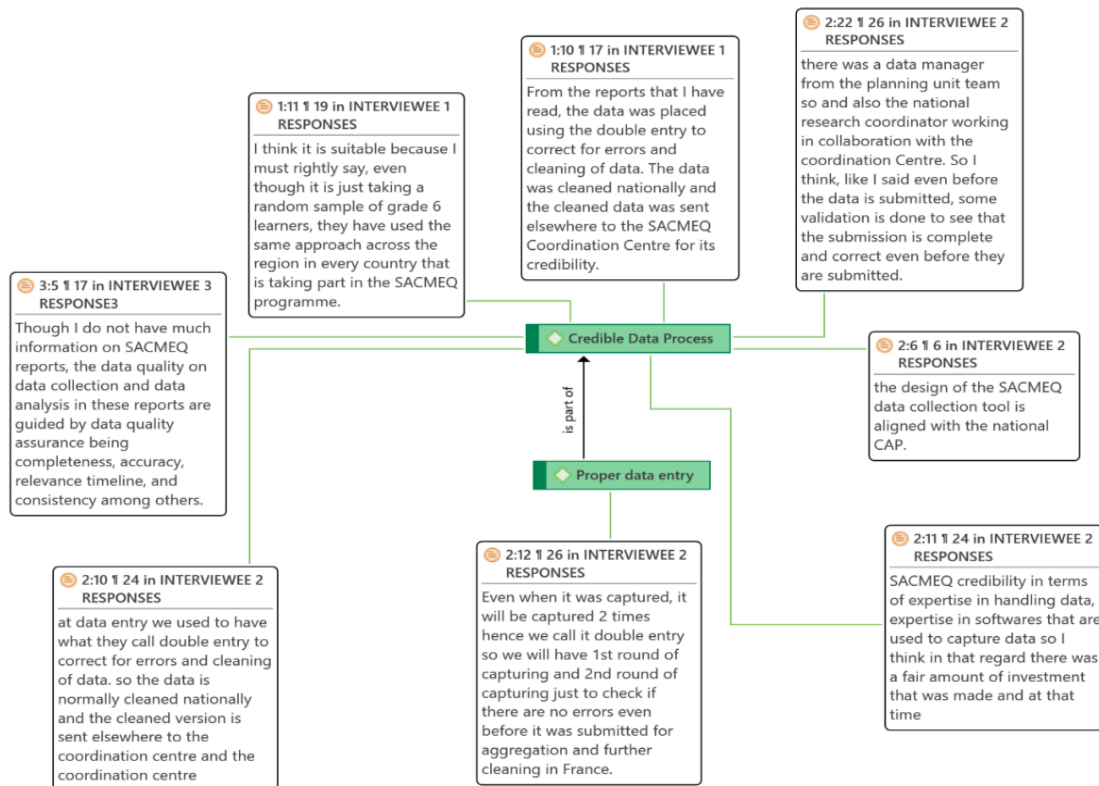 2:22 ¶ 26 in INTERVIEWEE 2
RESPONSES
there was a data manager
from the planning unit team
so and also the national
research coordinator working
in collaboration with the
coordination Centre. So I
think, like I said even before
the data is submitted, some
validation is done to see that
the submission is complete
and correct even before they
are submitted.
1:10 ¶ 17 in INTERVIEWEE 1
RESPONSES
From the reports that I have
read, the data was placed
using the double entry to
correct for errors and
cleaning of data. The data
was cleaned nationally and
the cleaned data was sent
elsewhere to the SACMEQ
Coordination Centre for its
credibility.
1:11 ¶ 19 in INTERVIEWEE 1
RESPONSES
I think it is suitable because I
must rightly say, even
though it is just taking a
random sample of grade 6
learners, they have used the
same approach across the
region in every country that
is taking part in the SACMEQ
programme.
3:5 ¶ 17 in INTERVIEWEE 3
RESPONSE3
Though I do not have much
information on SACMEQ
reports, the data quality on
data collection and data
analysis in these reports are
guided by data quality
assurance being
completeness, accuracy,
relevance timeline, and
consistency among others.
Credible Data Process
2:6 ¶ 6 in INTERVIEWEE 2
RESPONSES
the design of the SACMEQ
data collection tool is
aligned with the national
CAP.
is part of
Proper data entry
2:11 ¶ 24 in INTERVIEWEE 2
RESPONSES
SACMEQ credibility in terms
of expertise in handling data,
expertise in softwares that are
used to capture data so I
think in that regard there was
a fair amount of investment
that was made and at that
time
2:12 ¶ 26 in INTERVIEWEE 2
RESPONSES
Even when it was captured, it
will be captured 2 times
hence we call it double entry
so we will have 1st round of
capturing and 2nd round of
capturing just to check if
there are no errors even
before it was submitted for
aggregation and further
cleaning in France.
2:10 ¶ 24 in INTERVIEWEE 2
RESPONSES
at data entry we used to have
what they call double entry to
correct for errors and cleaning
of data. so the data is
normally cleaned nationally
and the cleaned version is
sent elsewhere to the
coordination centre and the
coordination centre